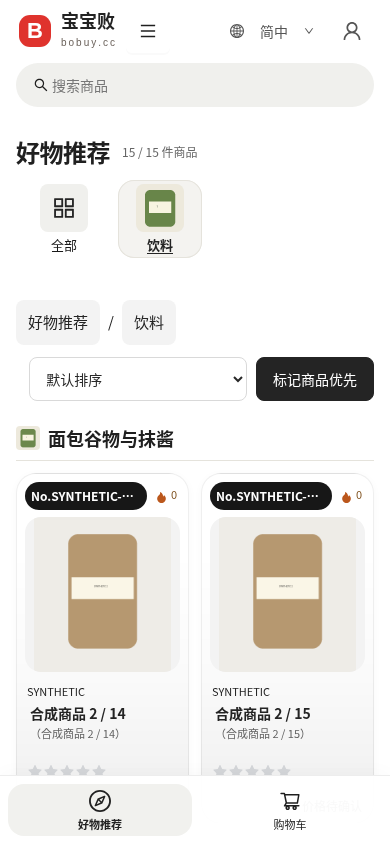 B 宝宝败
bobuy.cc
简中
搜索商品
好物推荐 15 / 15 件商品
全部
饮料
好物推荐 / 饮料
默认排序
标记商品优先
面包谷物与抹酱
No.SYNTHETIC-… 0
No.SYNTHETIC-… 0
SYNTHETIC
SYNTHETIC
合成商品 2 / 14
合成商品 2 / 15
（合成商品 2 / 14）
（合成商品 2 / 15）
好物推荐
购物车